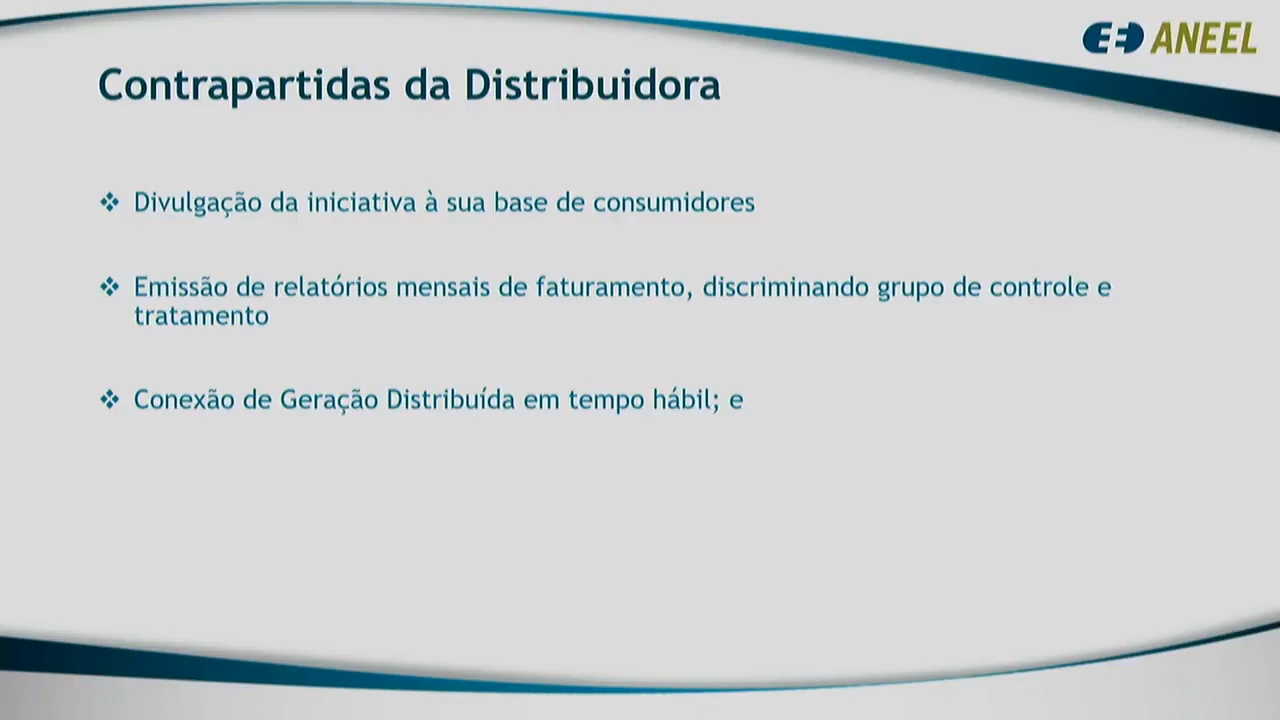 ANEEL
Contrapartidas da Distribuidora
❖ Divulgação da iniciativa à sua base de consumidores
❖ Emissão de relatórios mensais de faturamento, discriminando grupo de controle e
tratamento
❖ Conexão de Geração Distribuída em tempo hábil; e